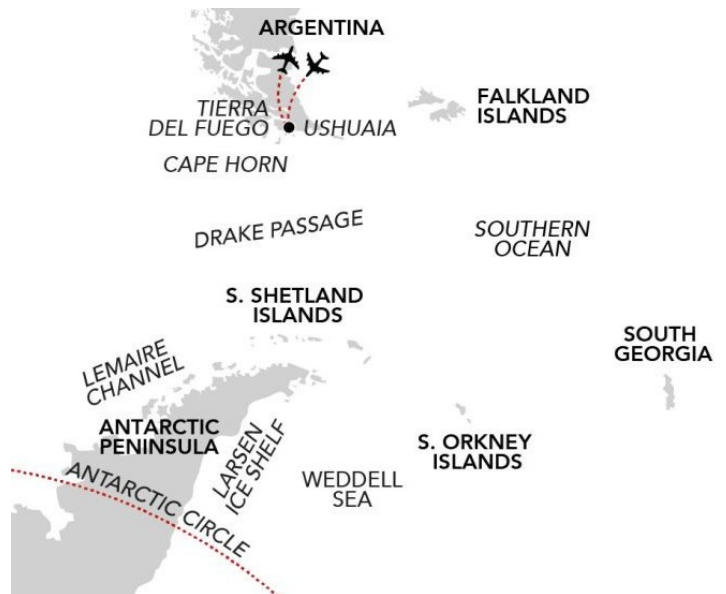 ARGENTINA
FALKLAND
ISLANDS
TIERRA
DEL FUEGO
USHUAIA
CAPE HORN
DRAKE PASSAGE
SOUTHERN
OCEAN
S. SHETLAND
ISLANDS
SOUTH
GEORGIA
LEMAIRE
CHANNEL
ANTARCTIC
PENINSULA
LARSEN
ICE SHELF
S. ORKNEY
ISLANDS
WEDDELL
SEA
ANTARCTIC CIRCLE